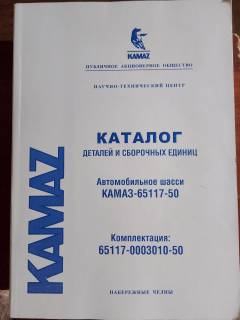 KAMAZ
ПУБЛИЧНОЕ АКЦИОНЕРНОЕ ОБЩЕСТВО
НАУЧНО-ТЕХНИЧЕСКИЙ ЦЕНТР
КАТАЛОГ
ДЕТАЛЕЙ И СБОРОЧНЫХ ЕДИНИЦ
Автомобильное шасси
КАМАЗ-65117-50
Комплектация:
65117-0003010-50
KAMAZ
НАБЕРЕЖНЫЕ ЧЕЛНЫ